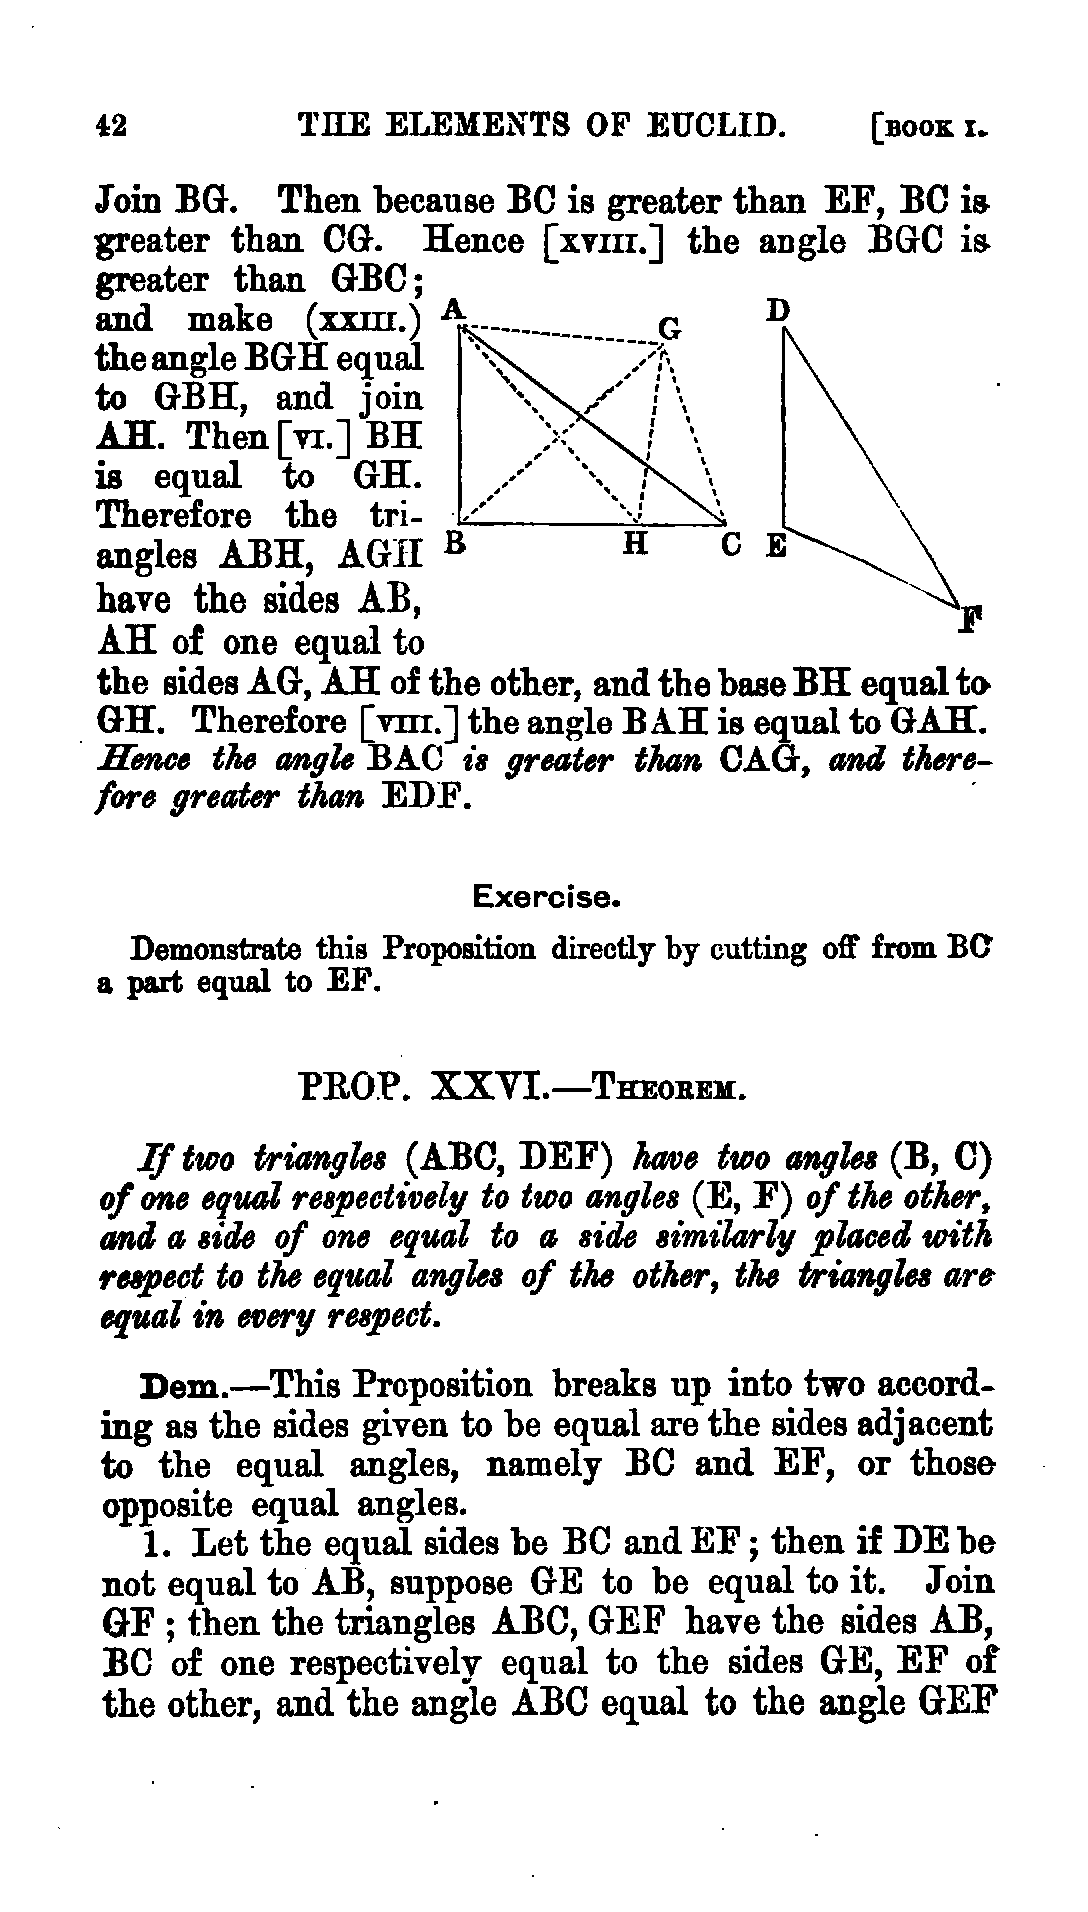 42 THE ELEMENTS OF EUCLID. [BOOK I.
Join BG. Then because BC is greater than EF, BC is
greater than CG. Hence [XVIII.] the angle BGC is
greater than GBC;
and make (XXIII.)
the angle BGH equal
to GBH, and join
AH. Then [VI.] BH
is equal to GH.
Therefore the tri-
angles ABH, AGH
have the sides AB,
AH of one equal to
A
G
D
B
H
C
E
F
the sides AG, AH of the other, and the base BH equal to
GH. Therefore [VIII.] the angle BAH is equal to GAH.
Hence the angle BAC is greater than CAG, and there-
fore greater than EDF.
Exercise.
Demonstrate this Proposition directly by cutting off from BC
a part equal to EF.
PROP. XXVI.—THEOREM.
If two triangles (ABC, DEF) have two angles (B, C)
of one equal respectively to two angles (E, F) of the other,
and a side of one equal to a side similarly placed with
respect to the equal angles of the other, the triangles are
equal in every respect.
Dem.—This Proposition breaks up into two accord-
ing as the sides given to be equal are the sides adjacent
to the equal angles, namely BC and EF, or those
opposite equal angles.
1. Let the equal sides be BC and EF; then if DE be
not equal to AB, suppose GE to be equal to it. Join
GF; then the triangles ABC, GEF have the sides AB,
BC of one respectively equal to the sides GE, EF of
the other, and the angle ABC equal to the angle GEF